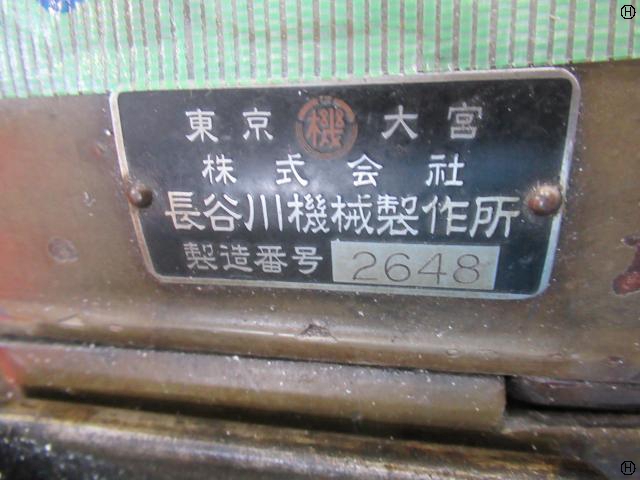 東京 機 大宮
株式会社
長谷川機械製作所
製造番号 2648
H
H